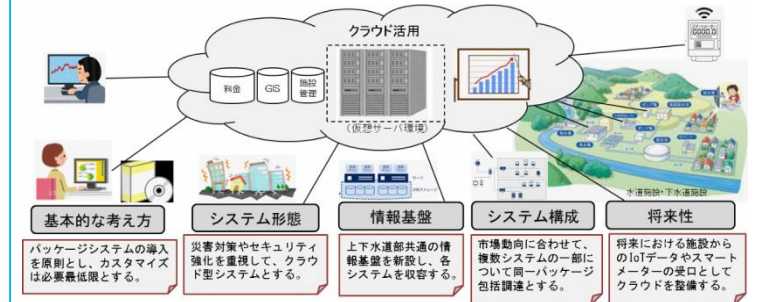 クラウド活用
料金
GIS
施設
管理
(仮想サーバ環境)
水道施設・下水道施設
基本的な考え方
パッケージシステムの導入
を原則とし、カスタマイズ
は必要最低限とする。
システム形態
災害対策やセキュリティ
強化を重視して、クラウ
ド型システムとする。
情報基盤
上下水道部共通の情
報基盤を新設し、各
システムを収容する。
システム構成
市場動向に合わせて、
複数システムの一部に
ついて同一パッケージ
包括調達とする。
将来性
将来における施設から
のIoTデータやスマート
メーターの受口として
クラウドを整備する。